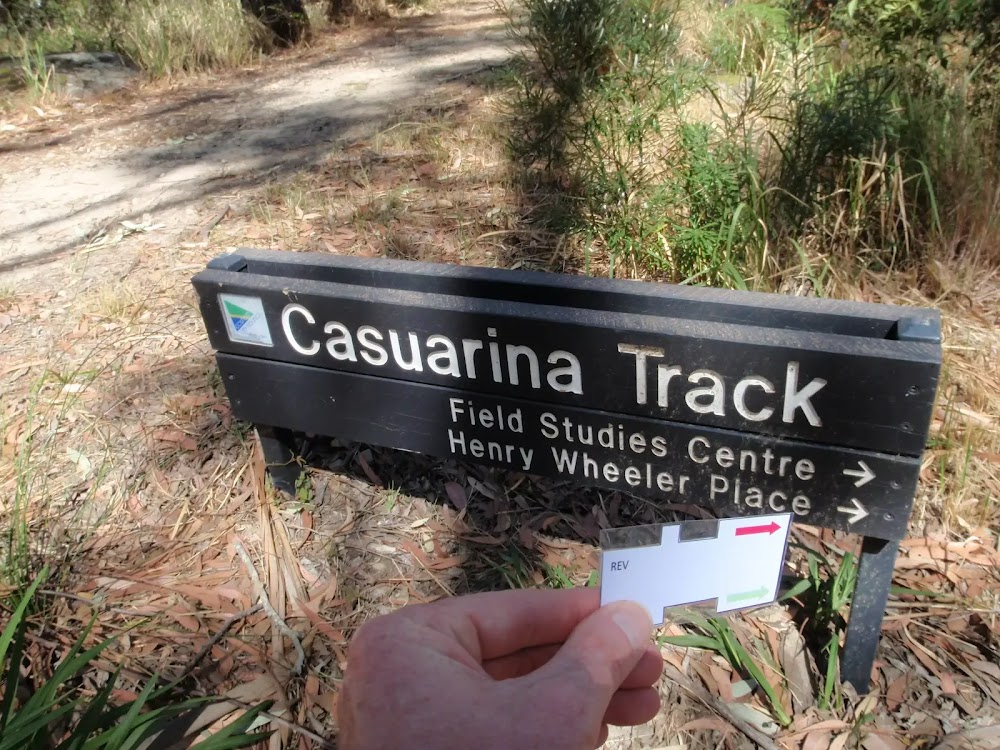 Casuarina Track
Field Studies Centre →
Henry Wheeler Place →
REV